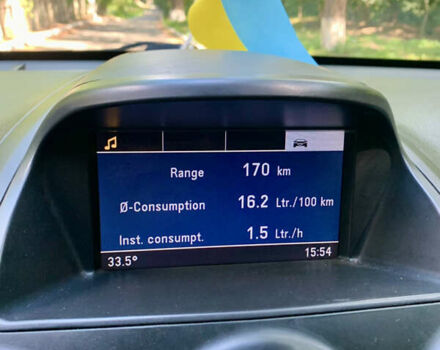 Range 170 km
Ø-Consumption 16.2 Ltr./100 km
Inst. consumpt. 1.5 Ltr./h
33.5° 15:54